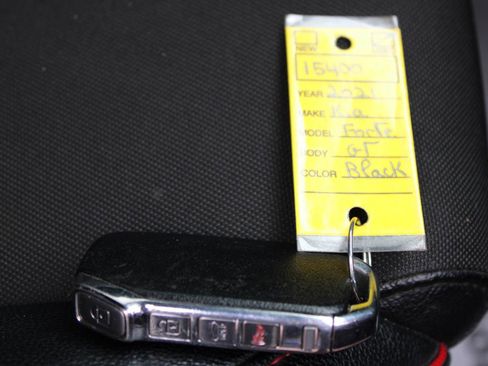 NEW
15400
YEAR 2021
MAKE Kia
MODEL Forte
BODY GT
COLOR Black